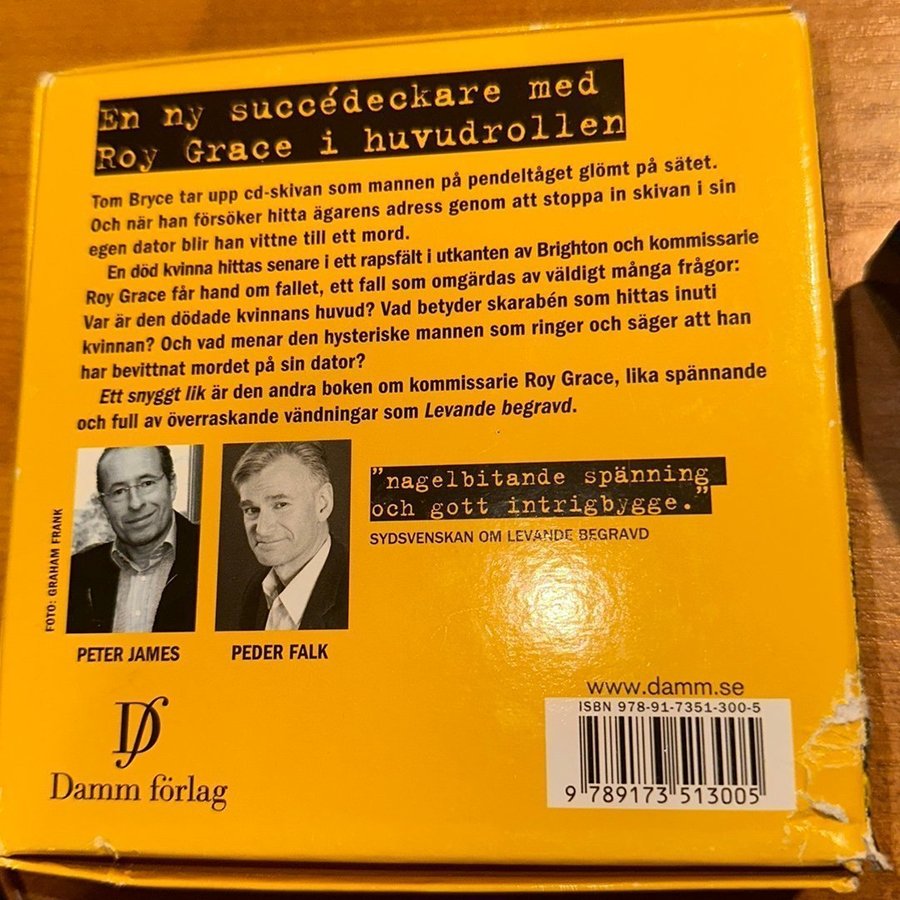 En ny succédeckare med
Roy Grace i huvudrollen
Tom Bryce tar upp cd-skivan som mannen på pendeltåget glömt på sätet.
Och när han försöker hitta ägarens adress genom att stoppa in skivan i sin
egen dator blir han vittne till ett mord.
En död kvinna hittas senare i ett rapsfält i utkanten av Brighton och kommissarie
Roy Grace får hand om fallet, ett fall som omgärdas av väldigt många frågor:
Var är den dödade kvinnans huvud? Vad betyder skarabén som hittas inuti
kvinnan? Och vad menar den hysteriske mannen som ringer och säger att han
har bevittnat mordet på sin dator?
Ett snyggt lik är den andra boken om kommissarie Roy Grace, lika spännande
och full av överraskande vändningar som Levande begravd.
"nagelbitande spänning
och gott intrigbygge."
SYDSVENSKAN OM LEVANDE BEGRAVD
FOTO: GRAHAM FRANK
PETER JAMES
PEDER FALK
Df
Damm förlag
www.damm.se
ISBN 978-91-7351-300-5
9 789173 513005